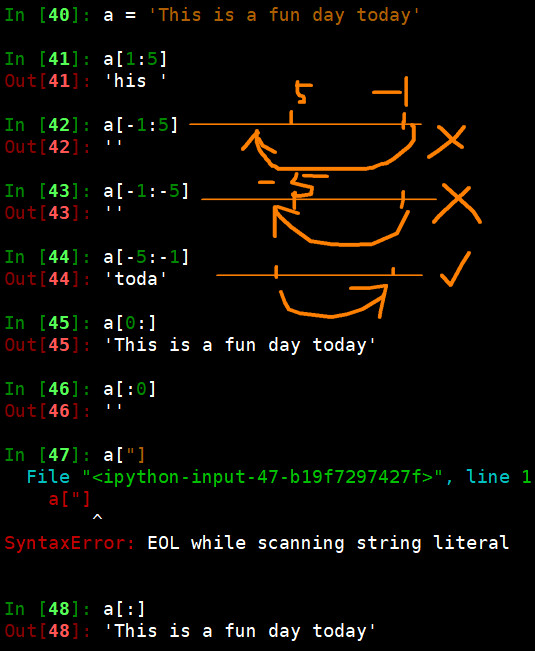 In [40]: a = 'This is a fun day today'
In [41]: a[1:5]
Out[41]: 'his '
5 -1
In [42]: a[-1:5]
Out[42]: ''
-5
In [43]: a[-1:-5]
Out[43]: ''
In [44]: a[-5:-1]
Out[44]: 'toda'
In [45]: a[0:]
Out[45]: 'This is a fun day today'
In [46]: a[:0]
Out[46]: ''
In [47]: a["]
File "<ipython-input-47-b19f7297427f>", line 1
a["]
^
SyntaxError: EOL while scanning string literal
In [48]: a[:]
Out[48]: 'This is a fun day today'